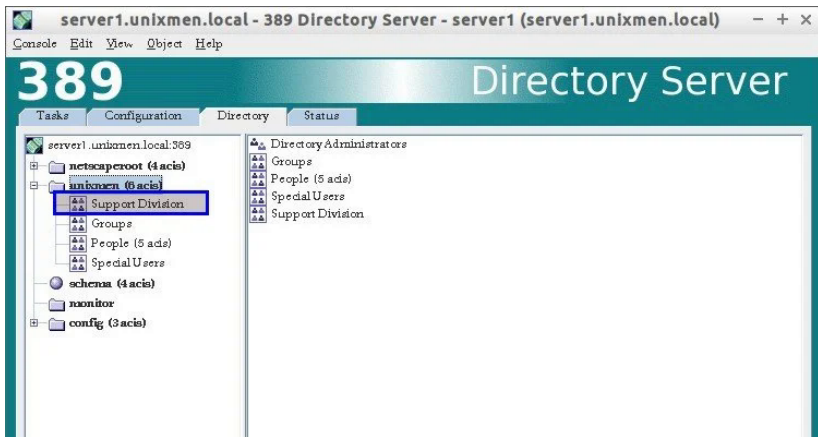 server1.unixmen.local - 389 Directory Server - server1 (server1.unixmen.local)
Console Edit View Object Help
389 Directory Server
Tasks Configuration Directory Status
server1.unixmen.local:389
netscaperoot (4 acis)
unixmen (6 acis)
Support Division
Groups
People (5 acis)
Special Users
schema (4 acis)
monitor
config (3 acis)
Directory Administrators
Groups
People (5 acis)
Special Users
Support Division